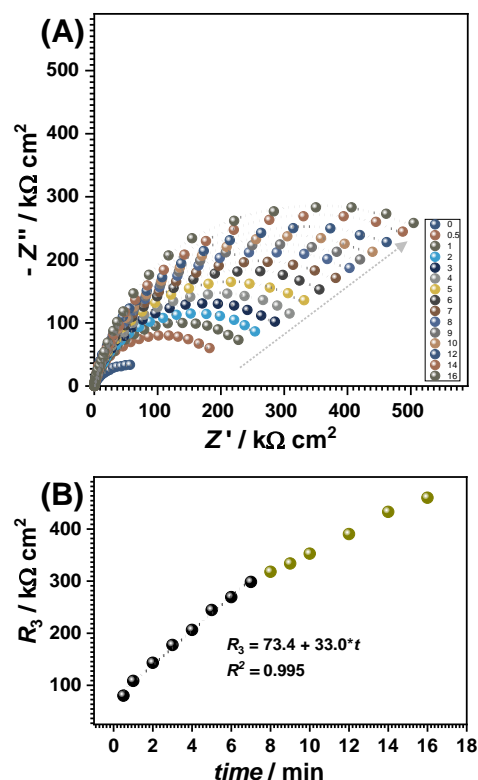 (A)
500
400
300
200
100
0
- Z'' / kΩ cm²
0
0.5
1
2
3
4
5
6
7
8
9
10
12
14
16
0 100 200 300 400 500
Z' / kΩ cm²
(B)
400
300
200
100
R₃ / kΩ cm²
R₃ = 73.4 + 33.0*t
R² = 0.995
0 2 4 6 8 10 12 14 16 18
time / min